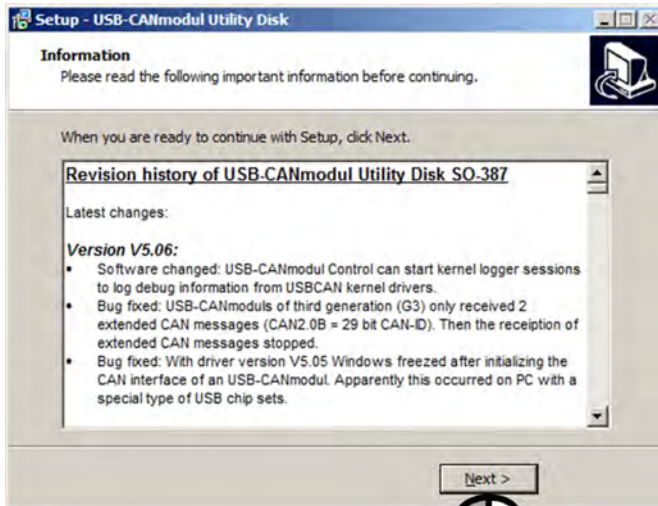 Setup - USB-CANmodul Utility Disk
Information
Please read the following important information before continuing.
When you are ready to continue with Setup, click Next.
Revision history of USB-CANmodul Utility Disk SO-387
Latest changes:
Version V5.06:
• Software changed: USB-CANmodul Control can start kernel logger sessions
to log debug information from USBCAN kernel drivers.
• Bug fixed: USB-CANmoduls of third generation (G3) only received 2
extended CAN messages (CAN2.0B = 29 bit CAN-ID). Then the receiption of
extended CAN messages stopped.
• Bug fixed: With driver version V5.05 Windows freezed after initializing the
CAN interface of an USB-CANmodul. Apparently this occurred on PC with a
special type of USB chip sets.
Next >